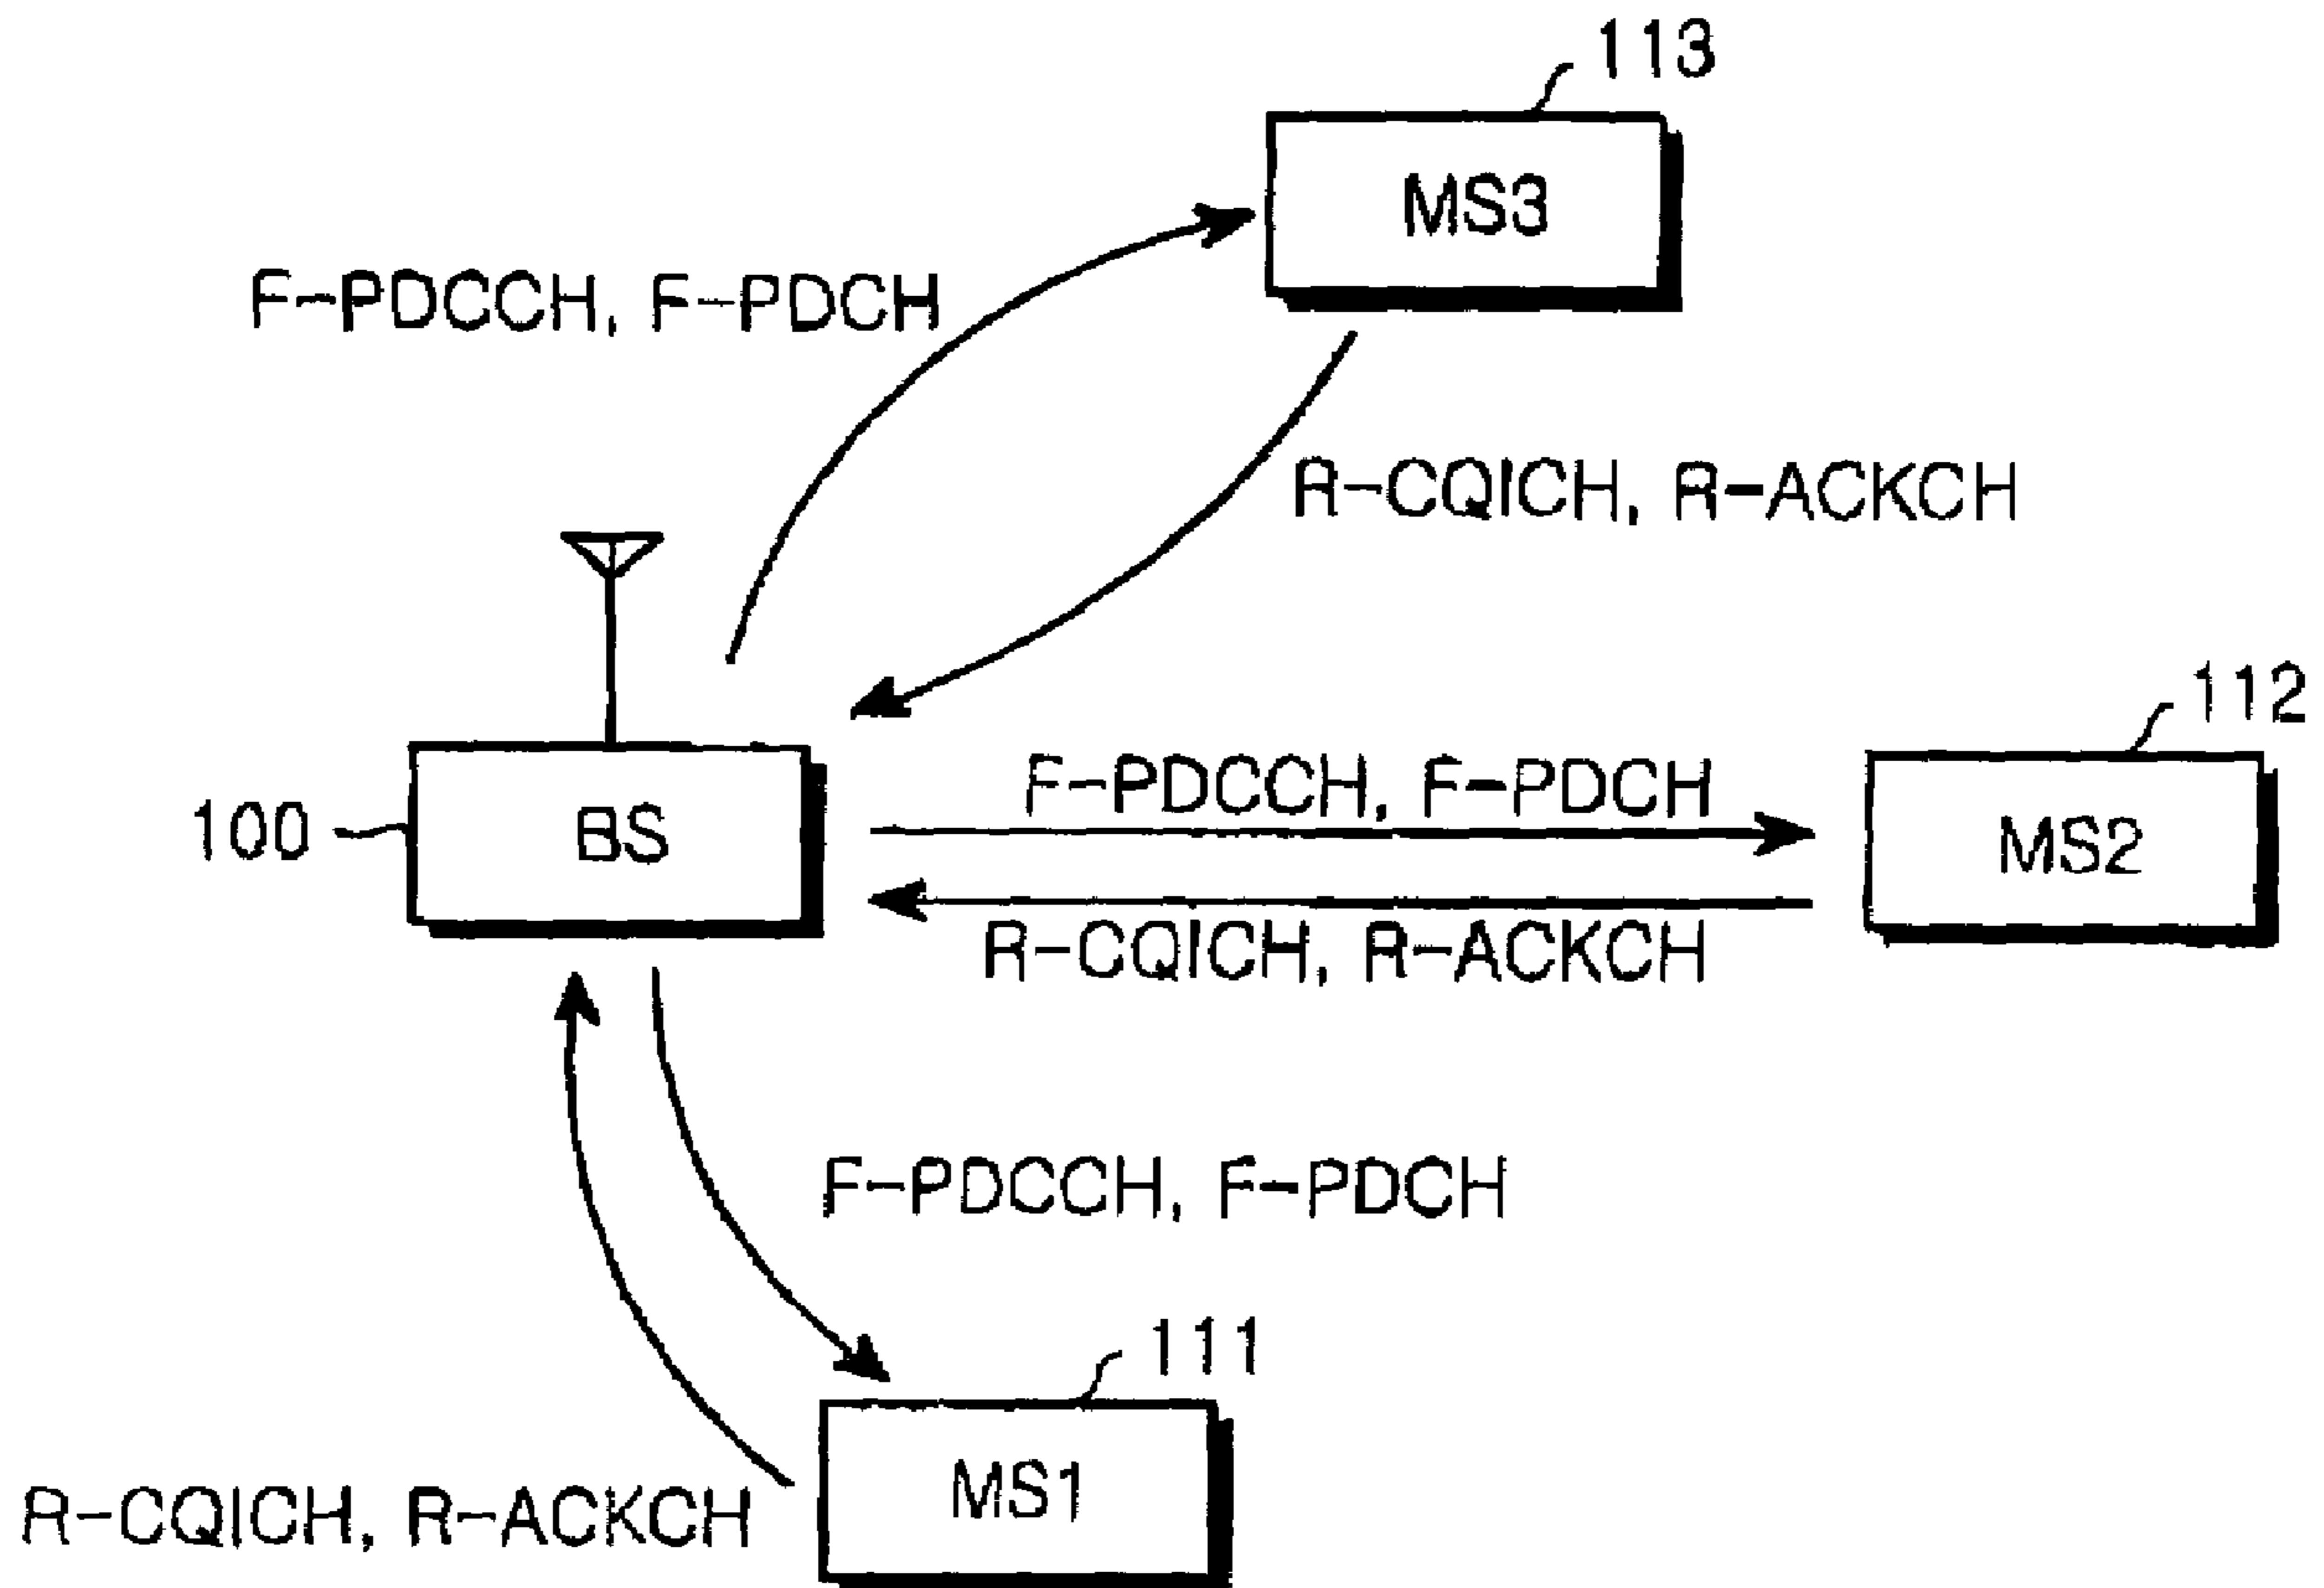 113
MS3
F-PDCCH, F-PDCH
R-CQICH, R-ACKCH
112
F-PDCCH, F-PDCH
100
BS
MS2
R-CQICH, R-ACKCH
F-PDCCH, F-PDCH
111
MS1
R-CQICH, R-ACKCH